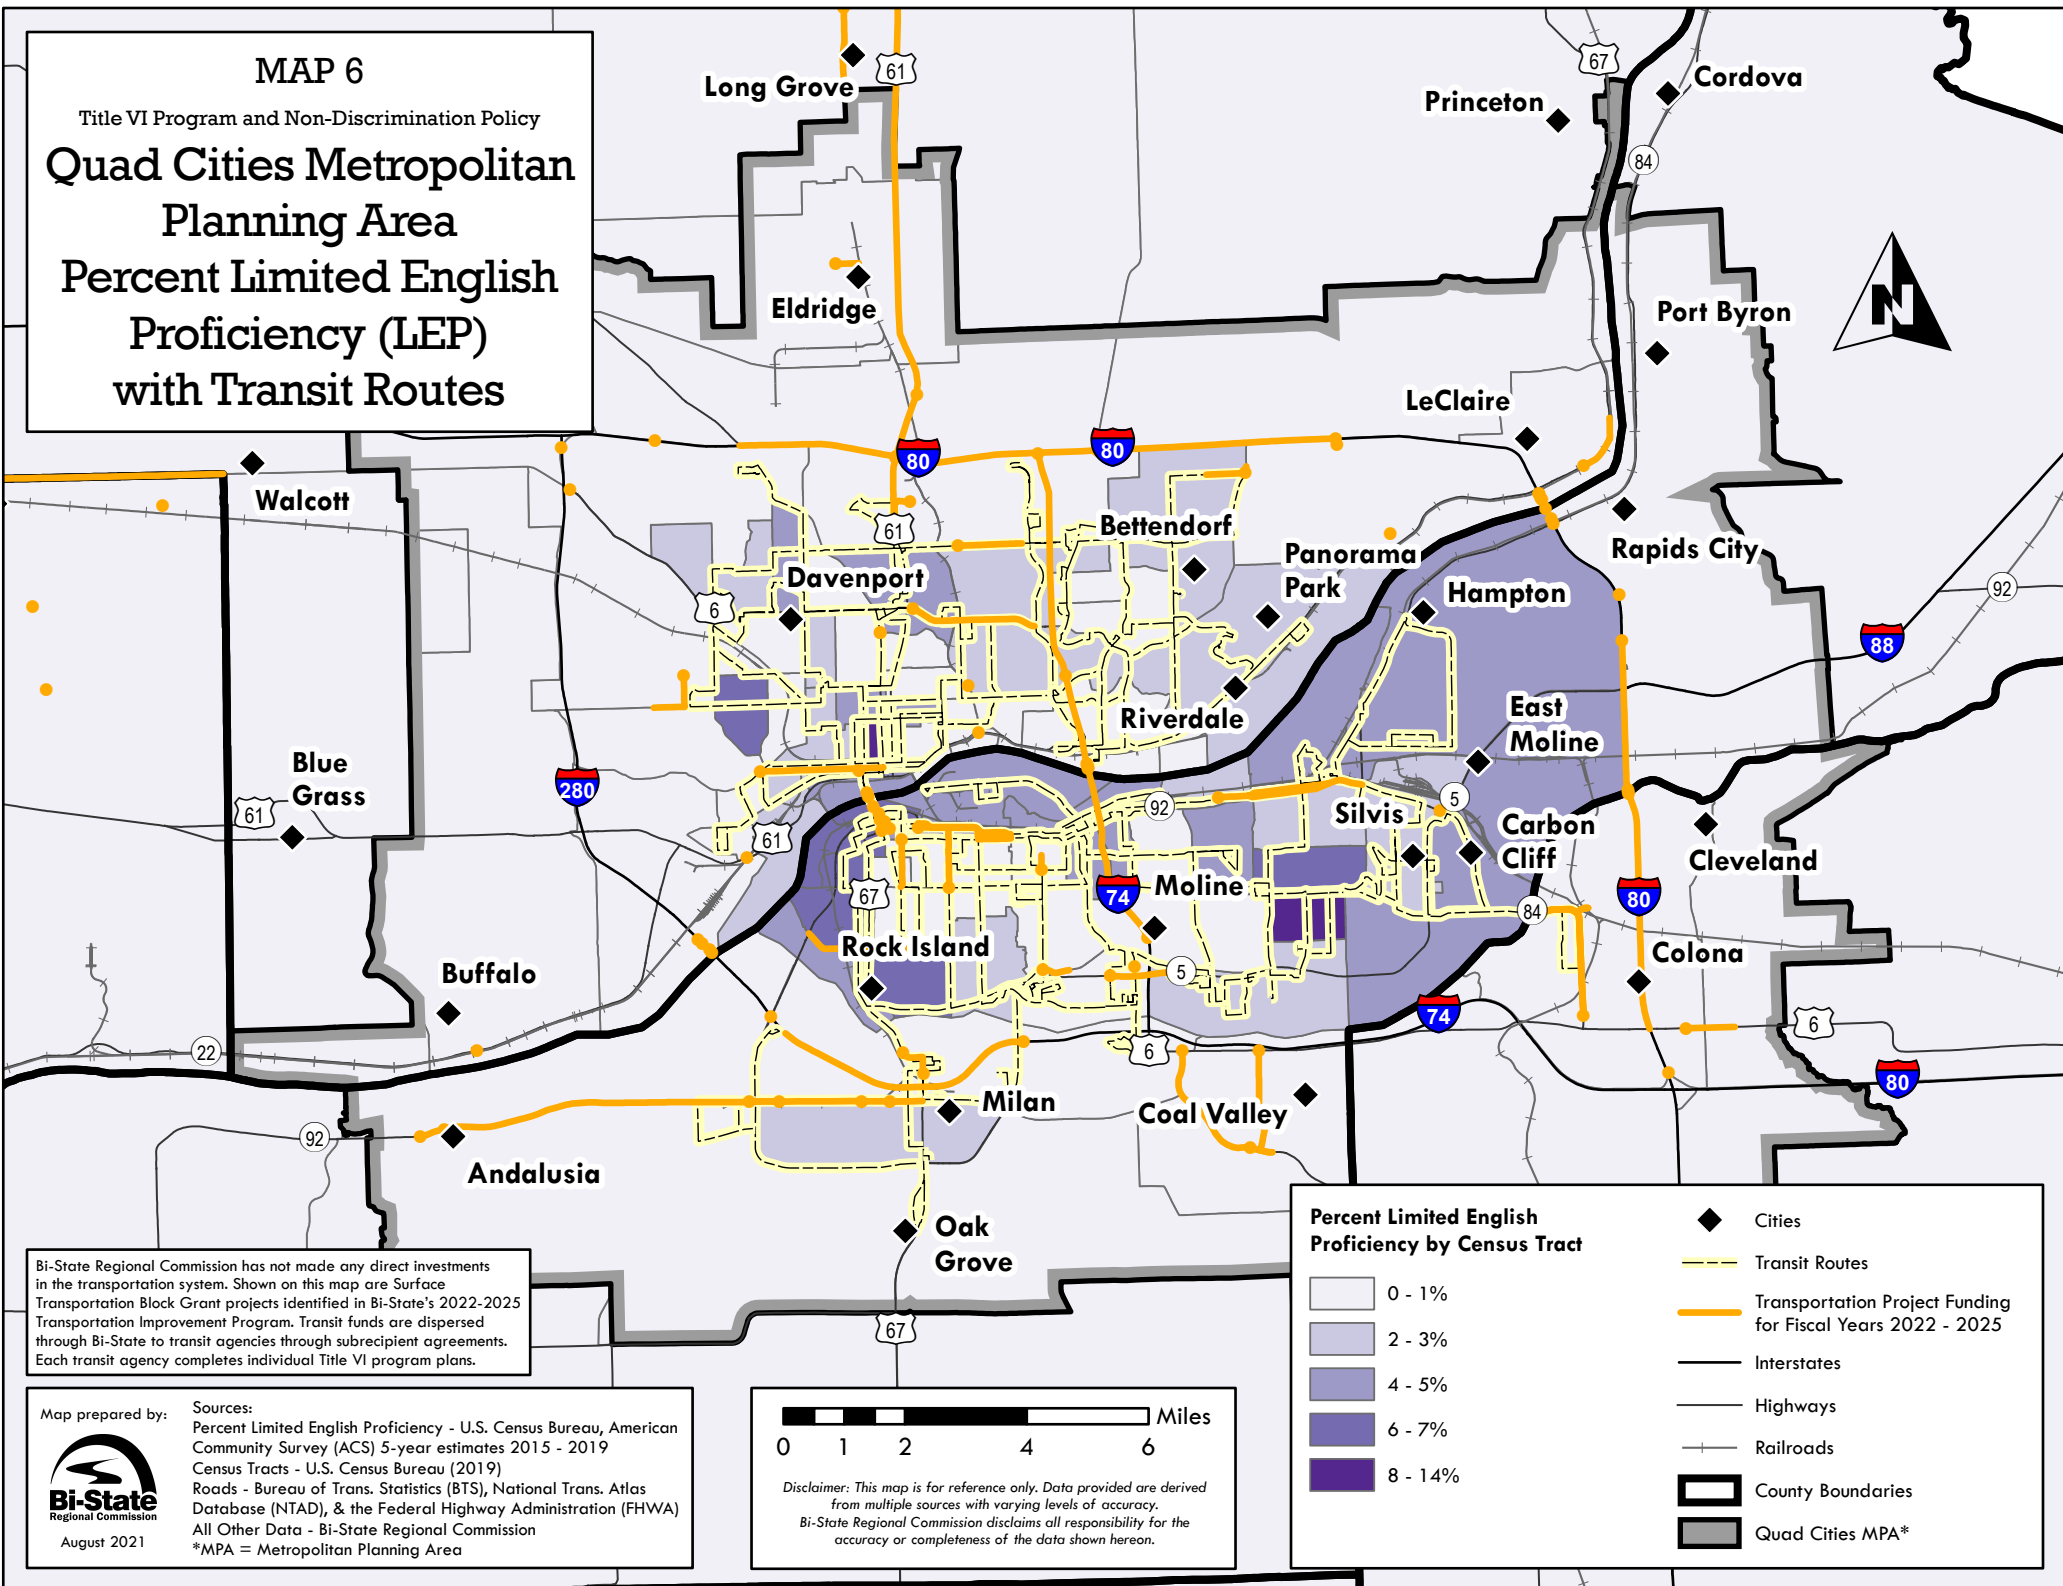 MAP 6
Title VI Program and Non-Discrimination Policy
Quad Cities Metropolitan
Planning Area
Percent Limited English
Proficiency (LEP)
with Transit Routes
Long Grove
61
67
Cordova
Princeton
84
Eldridge
Port Byron
N
LeClaire
80
80
Walcott
61
Bettendorf
Rapids City
Panorama
Park
Davenport
6
Hampton
92
88
Riverdale
East
Moline
Blue
Grass
61
280
61
92
5
Silvis
Carbon
Cliff
Cleveland
67
74
Moline
80
84
Rock Island
5
Colona
Buffalo
74
6
22
6
80
Milan
Coal Valley
92
Andalusia
Oak
Grove
67
Bi-State Regional Commission has not made any direct investments
in the transportation system. Shown on this map are Surface
Transportation Block Grant projects identified in Bi-State's 2022-2025
Transportation Improvement Program. Transit funds are dispersed
through Bi-State to transit agencies through subrecipient agreements.
Each transit agency completes individual Title VI program plans.
Map prepared by:
Bi-State
Regional Commission
August 2021
Sources:
Percent Limited English Proficiency - U.S. Census Bureau, American
Community Survey (ACS) 5-year estimates 2015 - 2019
Census Tracts - U.S. Census Bureau (2019)
Roads - Bureau of Trans. Statistics (BTS), National Trans. Atlas
Database (NTAD), & the Federal Highway Administration (FHWA)
All Other Data - Bi-State Regional Commission
*MPA = Metropolitan Planning Area
Miles
0 1 2 4 6
Disclaimer: This map is for reference only. Data provided are derived
from multiple sources with varying levels of accuracy.
Bi-State Regional Commission disclaims all responsibility for the
accuracy or completeness of the data shown hereon.
Percent Limited English
Proficiency by Census Tract
0 - 1%
2 - 3%
4 - 5%
6 - 7%
8 - 14%
Cities
Transit Routes
Transportation Project Funding
for Fiscal Years 2022 - 2025
Interstates
Highways
Railroads
County Boundaries
Quad Cities MPA*